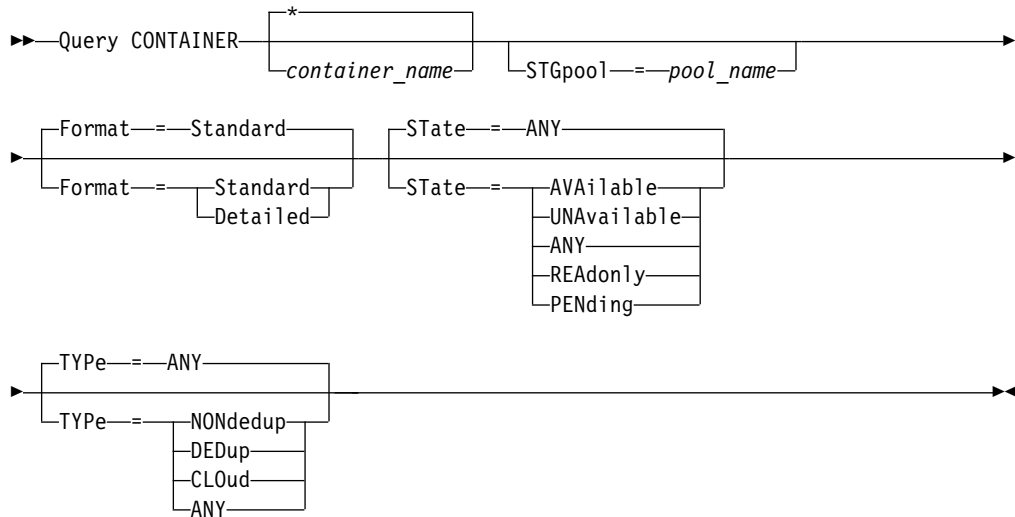 *
Query CONTAINER
container_name
STGpool = pool_name
Format = Standard
STate = ANY
Format = Standard
STate = AVAilable
Detailed
UNAvailable
ANY
REAdonly
PENding
TYPe = ANY
TYPe = NONdedup
DEDup
CLOud
ANY